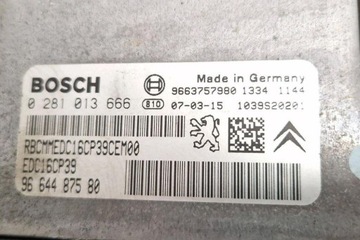 BOSCH
Made in Germany
9663757980 1334 1144
0 281 013 666 810 07-03-15 1039S20201
RBCMMEDC16CP39CEM00
EDC16CP39
96 644 875 80